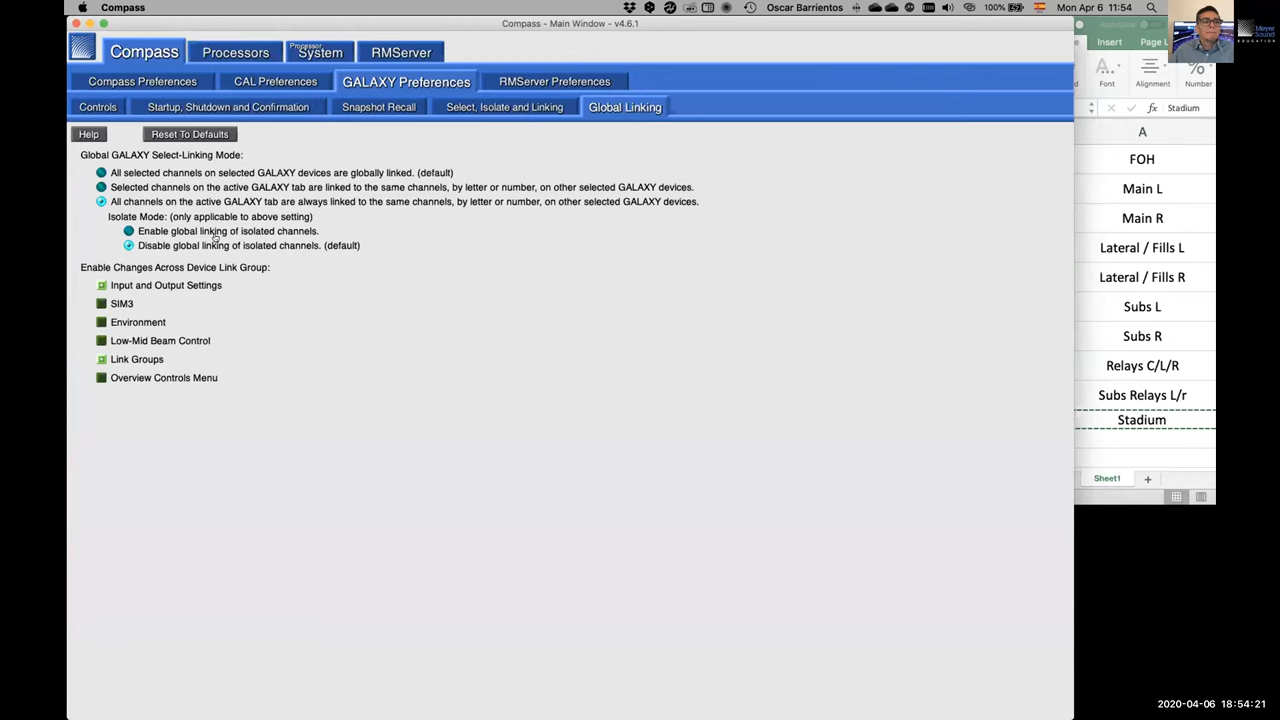 Compass
Oscar Barrientos
100%
Mon Apr 6 11:54
Compass - Main Window - v4.6.1
Compass
Processors
Processor
System
RMServer
Compass Preferences
CAL Preferences
GALAXY Preferenc
RMServer Preferences
Controls
Startup, Shutdown and Confirmation
Snapshot Recall
Select, Isolate and Linking
Global Linking
Help
Reset To Defaults
Global GALAXY Select-Linking Mode:
All selected channels on selected GALAXY devices are globally linked. (default)
Selected channels on the active GALAXY tab are linked to the same channels, by letter or number, on other selected GALAXY devices.
All channels on the active GALAXY tab are always linked to the same channels, by letter or number, on other selected GALAXY devices.
Isolate Mode: (only applicable to above setting)
Enable global linking of isolated channels.
Disable global linking of isolated channels. (default)
Enable Changes Across Device Link Group:
Input and Output Settings
SIM3
Environment
Low-Mid Beam Control
Link Groups
Overview Controls Menu
Insert
Page L
Font
Alignment
%
Number
fx
Stadium
A
FOH
Main L
Main R
Lateral / Fills L
Lateral / Fills R
Subs L
Subs R
Relays C/L/R
Subs Relays L/r
Stadium
Sheet1
+
Meyer
Sound
EDUCATION
2020-04-06 18:54:21